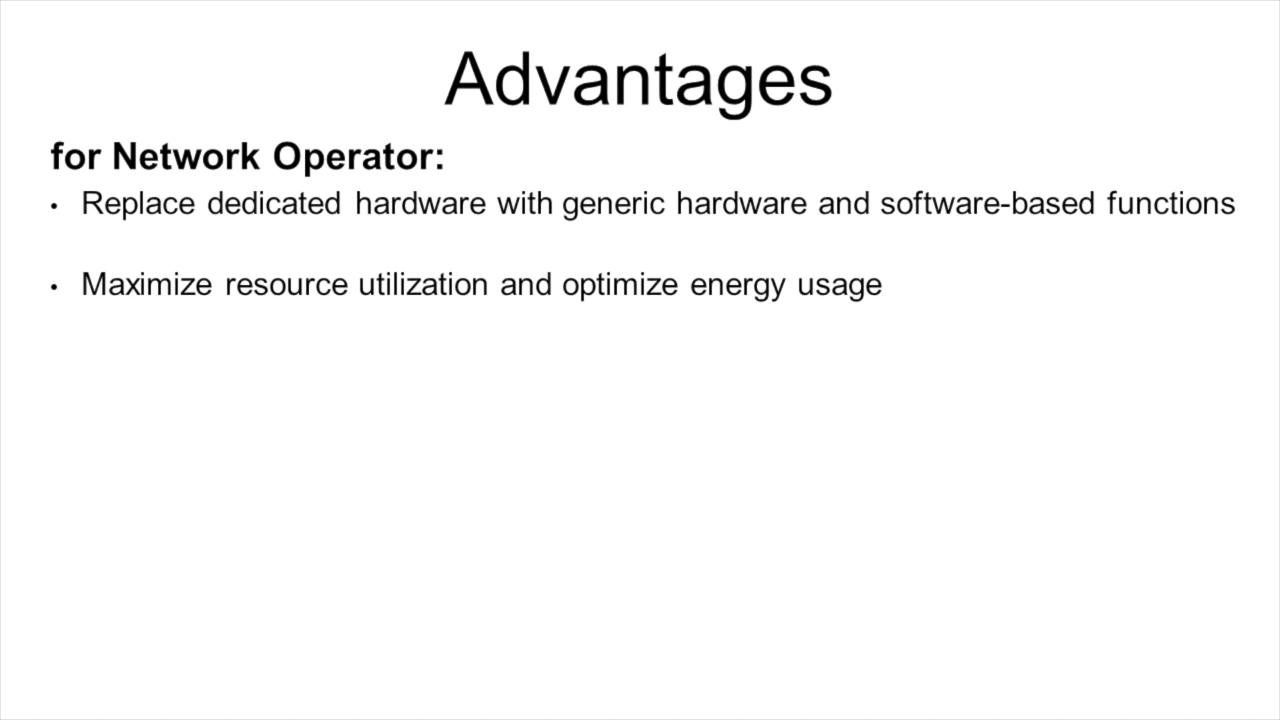 Advantages
for Network Operator:
• Replace dedicated hardware with generic hardware and software-based functions
• Maximize resource utilization and optimize energy usage